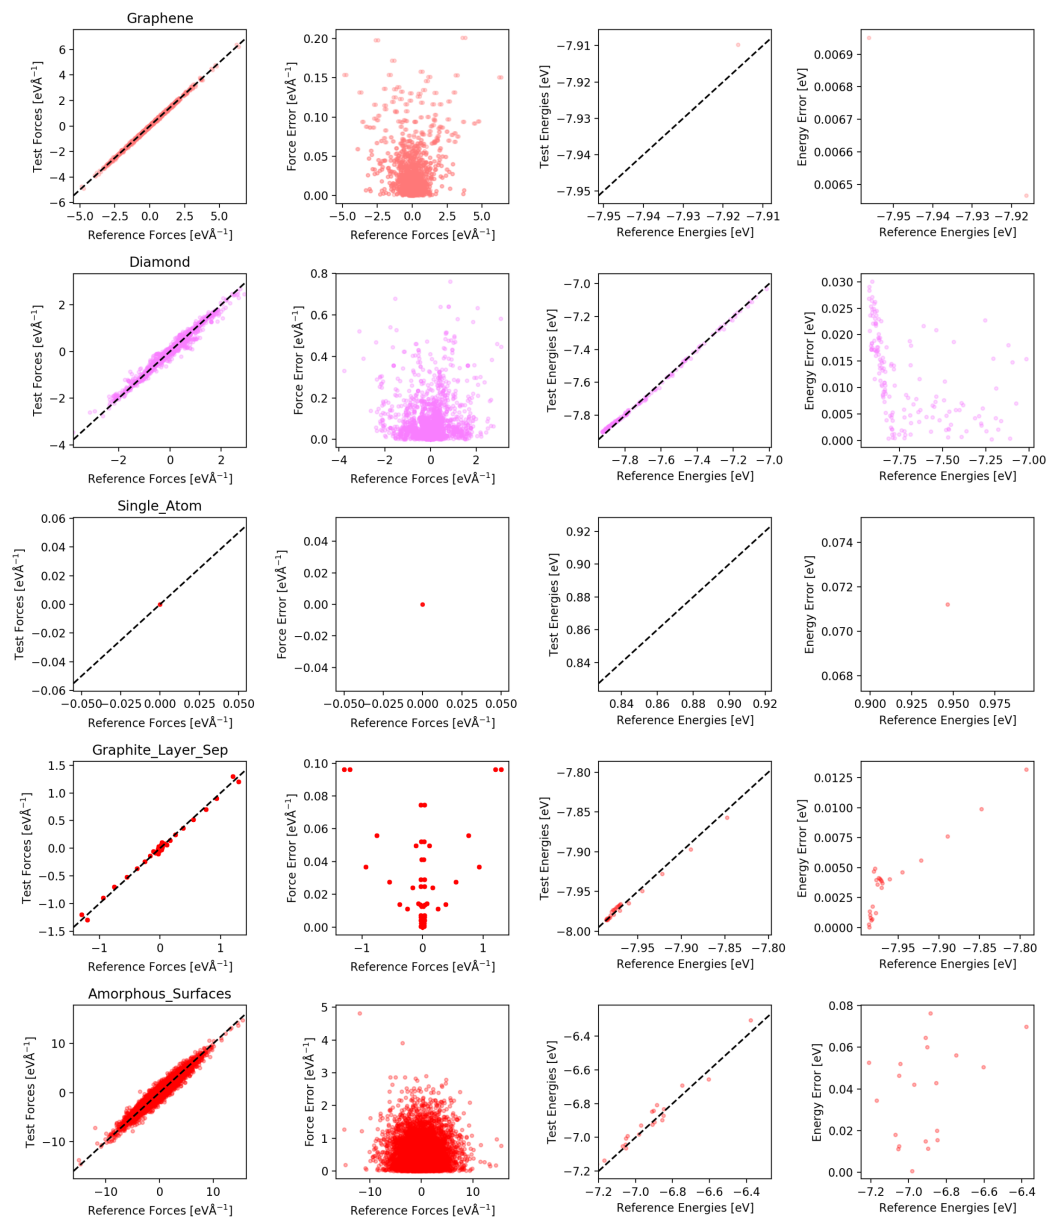 Graphene
Test Forces [eVÅ⁻¹]
6
4
2
0
−2
−4
−6
−5.0 −2.5 0.0 2.5 5.0
Reference Forces [eVÅ⁻¹]
Force Error [eVÅ⁻¹]
0.20
0.15
0.10
0.05
0.00
−5.0 −2.5 0.0 2.5 5.0
Reference Forces [eVÅ⁻¹]
Test Energies [eV]
−7.91
−7.92
−7.93
−7.94
−7.95
−7.95 −7.94 −7.93 −7.92 −7.91
Reference Energies [eV]
Energy Error [eV]
0.0069
0.0068
0.0067
0.0066
0.0065
−7.95 −7.94 −7.93 −7.92
Reference Energies [eV]
Diamond
Test Forces [eVÅ⁻¹]
2
0
−2
−4
−2 0 2
Reference Forces [eVÅ⁻¹]
Force Error [eVÅ⁻¹]
0.8
0.6
0.4
0.2
0.0
−4 −2 0 2
Reference Forces [eVÅ⁻¹]
Test Energies [eV]
−7.0
−7.2
−7.4
−7.6
−7.8
−7.8 −7.6 −7.4 −7.2 −7.0
Reference Energies [eV]
Energy Error [eV]
0.030
0.025
0.020
0.015
0.010
0.005
0.000
−7.75 −7.50 −7.25 −7.00
Reference Energies [eV]
Single_Atom
Test Forces [eVÅ⁻¹]
0.06
0.04
0.02
0.00
−0.02
−0.04
−0.06
−0.050 −0.025 0.000 0.025 0.050
Reference Forces [eVÅ⁻¹]
Force Error [eVÅ⁻¹]
0.04
0.02
0.00
−0.02
−0.04
−0.050 −0.025 0.000 0.025 0.050
Reference Forces [eVÅ⁻¹]
Test Energies [eV]
0.92
0.90
0.88
0.86
0.84
0.84 0.86 0.88 0.90 0.92
Reference Energies [eV]
Energy Error [eV]
0.074
0.072
0.070
0.068
0.900 0.925 0.950 0.975
Reference Energies [eV]
Graphite_Layer_Sep
Test Forces [eVÅ⁻¹]
1.5
1.0
0.5
0.0
−0.5
−1.0
−1.5
−1 0 1
Reference Forces [eVÅ⁻¹]
Force Error [eVÅ⁻¹]
0.10
0.08
0.06
0.04
0.02
0.00
−1 0 1
Reference Forces [eVÅ⁻¹]
Test Energies [eV]
−7.80
−7.85
−7.90
−7.95
−8.00
−7.95 −7.90 −7.85 −7.80
Reference Energies [eV]
Energy Error [eV]
0.0125
0.0100
0.0075
0.0050
0.0025
0.0000
−7.95 −7.90 −7.85 −7.80
Reference Energies [eV]
Amorphous_Surfaces
Test Forces [eVÅ⁻¹]
10
0
−10
−10 0 10
Reference Forces [eVÅ⁻¹]
Force Error [eVÅ⁻¹]
5
4
3
2
1
0
−10 0 10
Reference Forces [eVÅ⁻¹]
Test Energies [eV]
−6.4
−6.6
−6.8
−7.0
−7.2
−7.2 −7.0 −6.8 −6.6 −6.4
Reference Energies [eV]
Energy Error [eV]
0.08
0.06
0.04
0.02
0.00
−7.2 −7.0 −6.8 −6.6 −6.4
Reference Energies [eV]